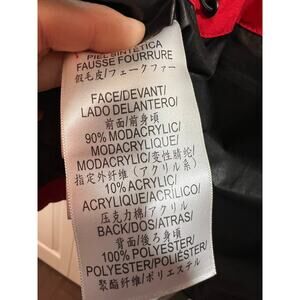 PIEL SINTETICA
FAUSSE FOURRURE
假毛皮/フェークファー
FACE/DEVANT/
LADO DELANTERO/
前面/前身頃
90% MODACRYLIC/
MODACRYLIQUE/
MODACRÍLIC/变性腈纶/
指定外纤维 (アクリル系)
10% ACRYLIC/
ACRYLIQUE/ACRÍLICO/
压克力棉/アクリル
BACK/DOS/ATRAS/
背面/後ろ身頃
100% POLYESTER/
POLYESTER/POLIÉSTER/
聚酯纤维/ポリエステル